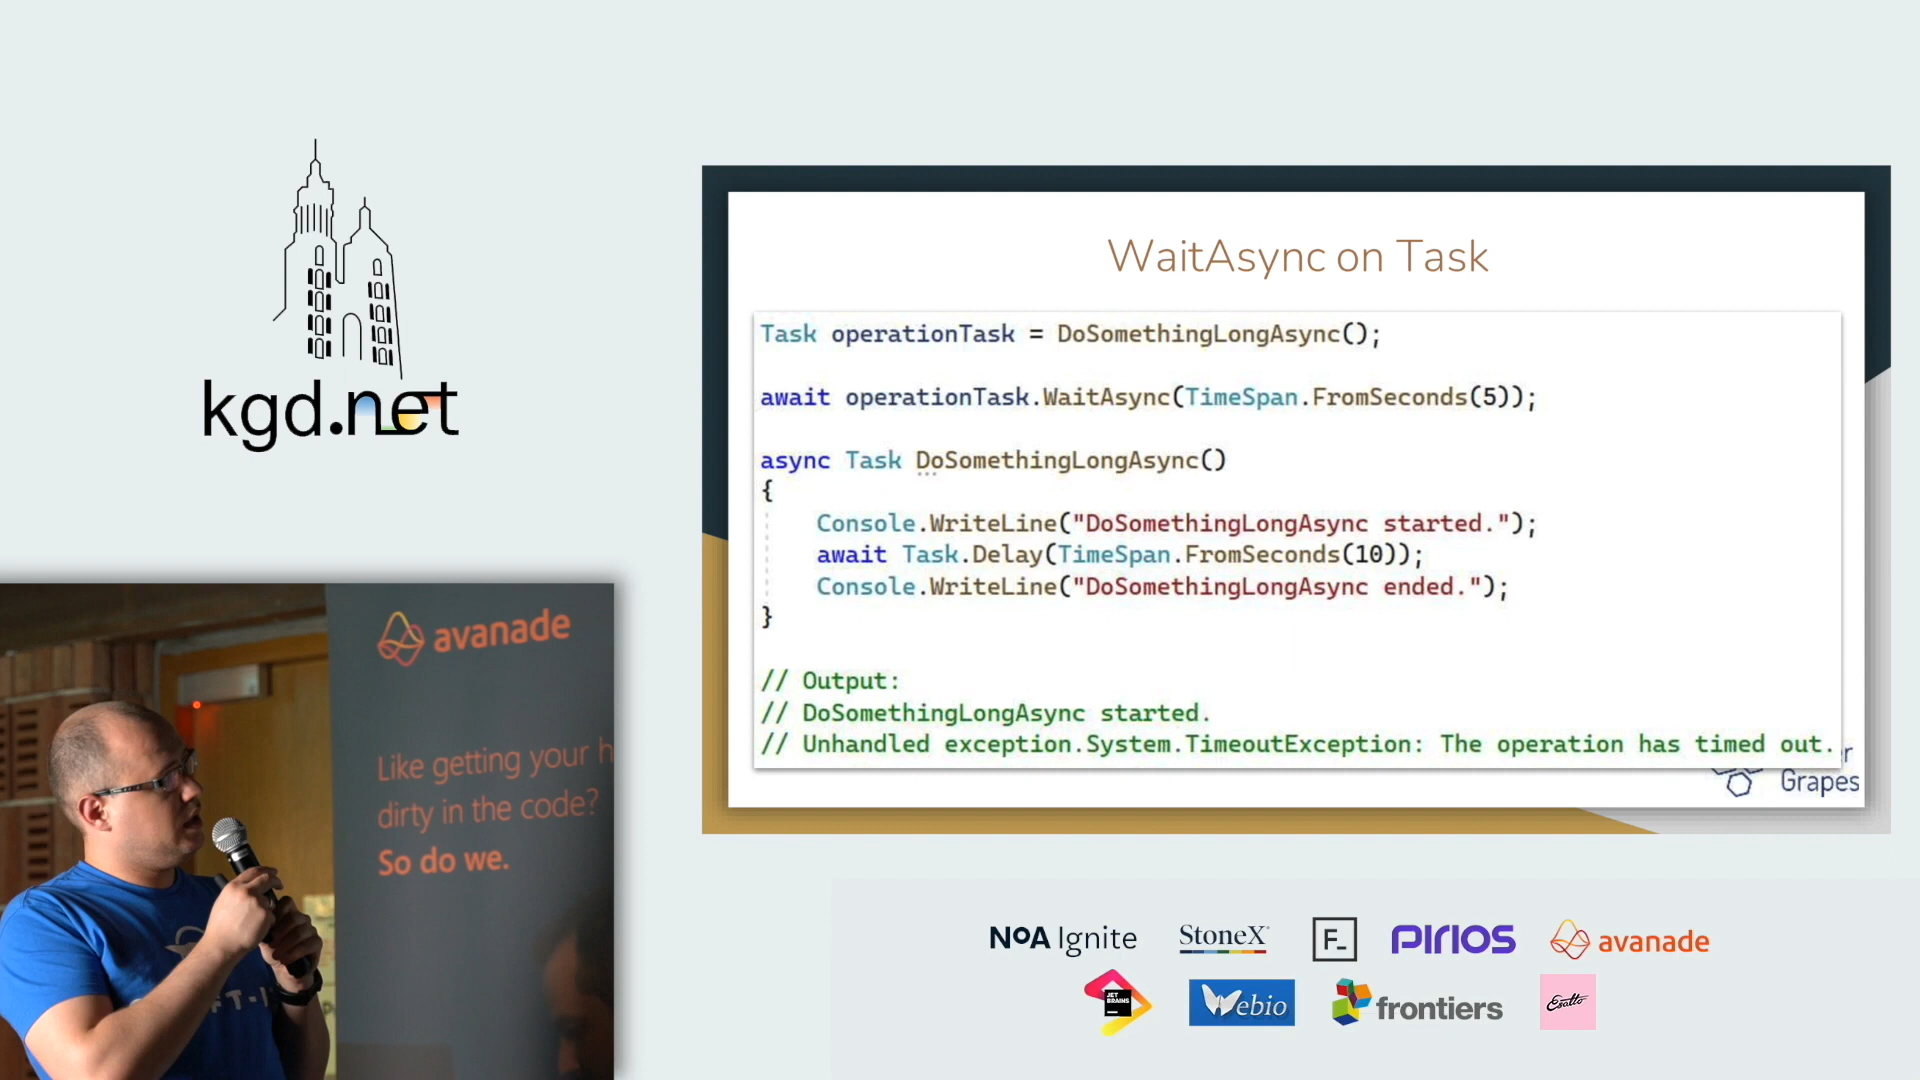 kgd.net
WaitAsync on Task
Task operationTask = DoSomethingLongAsync();
await operationTask.WaitAsync(TimeSpan.FromSeconds(5));
async Task DoSomethingLongAsync()
{
Console.WriteLine("DoSomethingLongAsync started.");
await Task.Delay(TimeSpan.FromSeconds(10));
Console.WriteLine("DoSomethingLongAsync ended.");
}
// Output:
// DoSomethingLongAsync started.
// Unhandled exception.System.TimeoutException: The operation has timed out.
r
Grapes
avanade
Like getting your h
dirty in the code?
So do we.
NoA Ignite
StoneX
F_
PIRIOS
avanade
JET
BRAINS
Webio
frontiers
Esatto